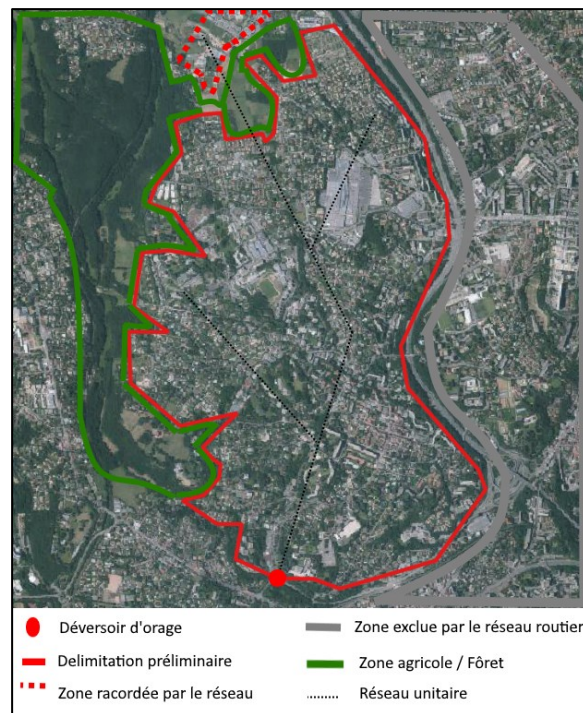 Déversoir d'orage
Zone exclue par le réseau routier
Delimitation préliminaire
Zone agricole / Fôret
Zone racordée par le réseau
Réseau unitaire